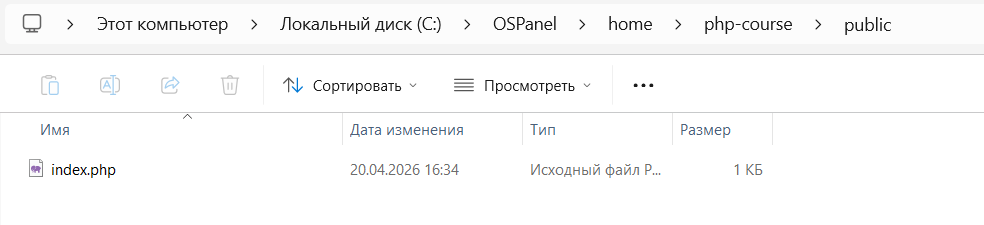 Этот компьютер > Локальный диск (C:) > OSPanel > home > php-course > public
Сортировать Просмотреть •••
Имя Дата изменения Тип Размер
index.php 20.04.2026 16:34 Исходный файл P... 1 КБ